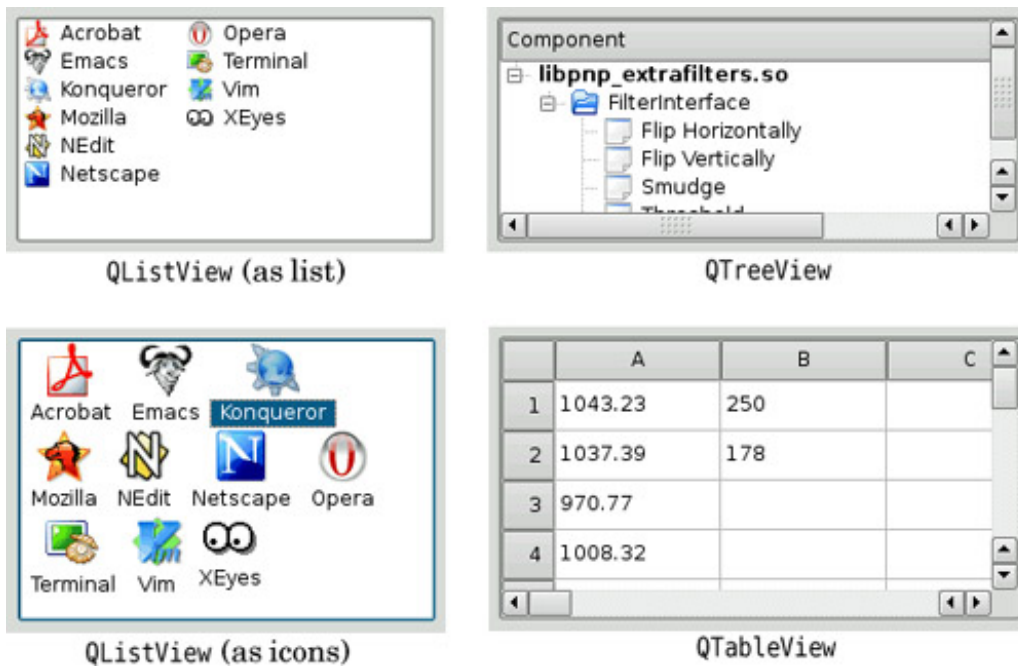 Acrobat
Emacs
Konqueror
Mozilla
NEdit
Netscape
Opera
Terminal
Vim
XEyes
QListView (as list)
Component
libpnp_extrafilters.so
FilterInterface
Flip Horizontally
Flip Vertically
Smudge
Threshold
QTreeView
Acrobat Emacs Konqueror
Mozilla NEdit Netscape Opera
Terminal Vim XEyes
QListView (as icons)
A B C
1 1043.23 250
2 1037.39 178
3 970.77
4 1008.32
QTableView